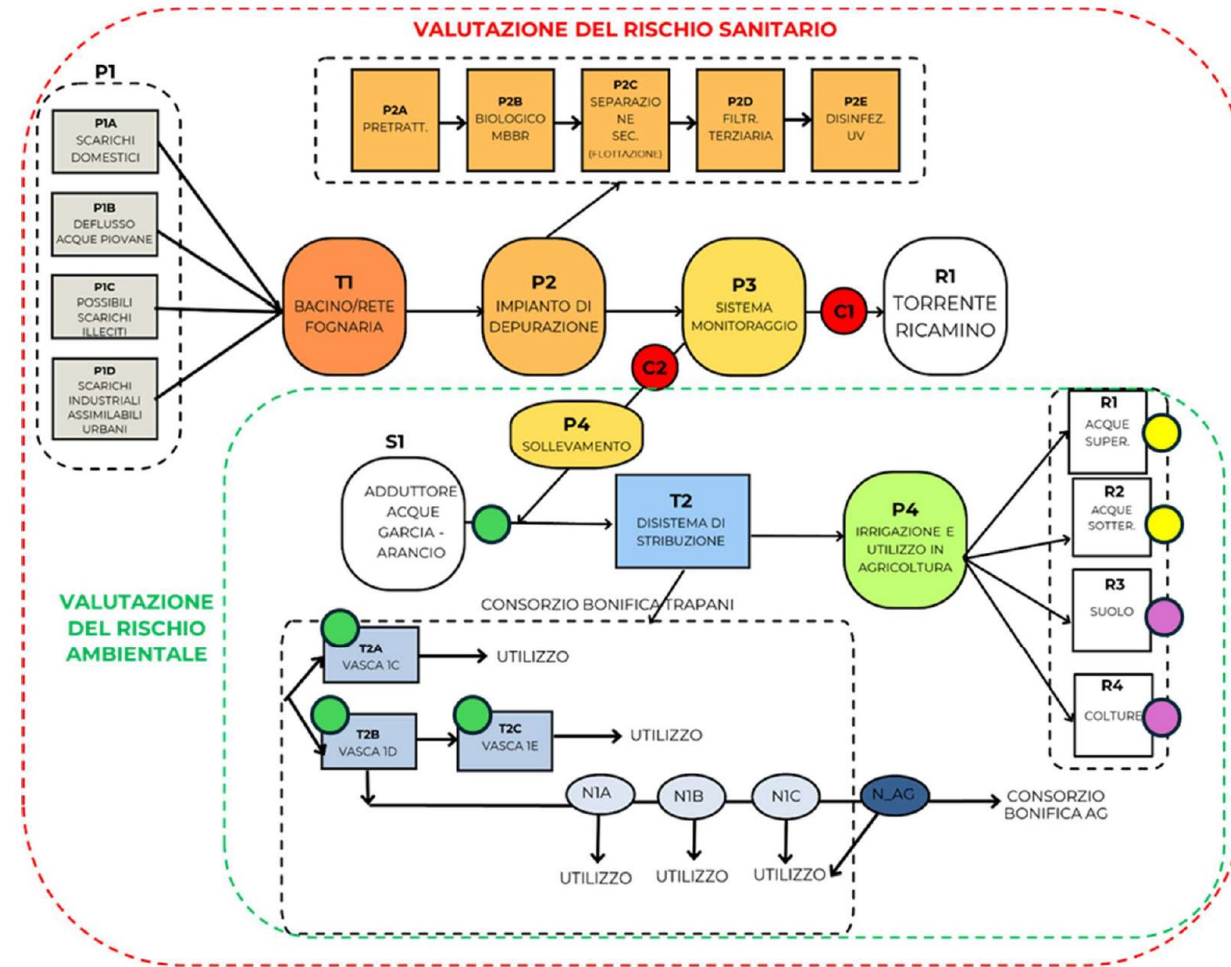 VALUTAZIONE DEL RISCHIO SANITARIO
P1
P1A
SCARICHI
DOMESTICI
P1B
DEFLUSSO
ACQUE PIOVANE
P1C
POSSIBILI
SCARICHI
ILLECITI
P1D
SCARICHI
INDUSTRIALI
ASSIMILABILI
URBANI
P2A
PRETRATT.
P2B
BIOLOGICO
MBBR
P2C
SEPARAZIO
NE
SEC.
(FLOTTAZIONE)
P2D
FILTR.
TERZIARIA
P2E
DISINFEZ.
UV
T1
BACINO/RETE
FOGNARIA
P2
IMPIANTO DI
DEPURAZIONE
P3
SISTEMA
MONITORAGGIO
C1
R1
TORRENTE
RICAMINO
C2
P4
SOLLEVAMENTO
S1
ADDUTTORE
ACQUE
GARCIA -
ARANCIO
T2
DISISTEMA DI
STRIBUZIONE
P4
IRRIGAZIONE E
UTILIZZO IN
AGRICOLTURA
R1
ACQUE
SUPER.
R2
ACQUE
SOTTER.
R3
SUOLO
R4
COLTURE
VALUTAZIONE
DEL RISCHIO
AMBIENTALE
CONSORZIO BONIFICA TRAPANI
T2A
VASCA 1C
UTILIZZO
T2B
VASCA 1D
T2C
VASCA 1E
UTILIZZO
N1A
N1B
N1C
N_AG
CONSORZIO
BONIFICA AG
UTILIZZO
UTILIZZO
UTILIZZO